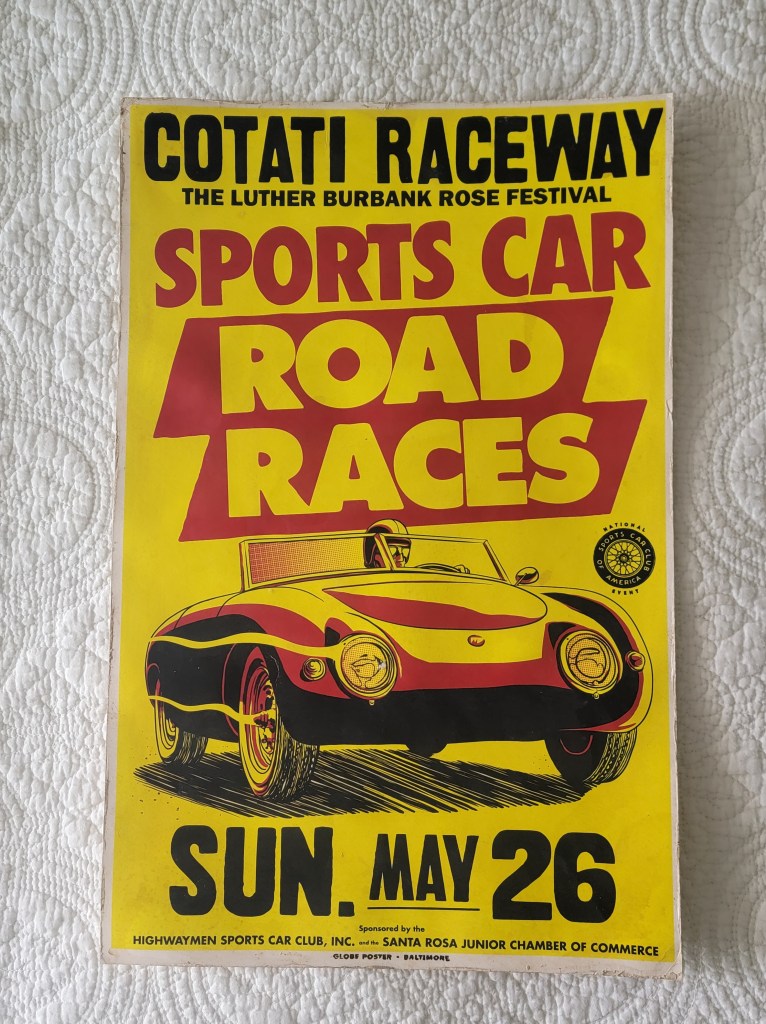 COTATI RACEWAY
THE LUTHER BURBANK ROSE FESTIVAL
SPORTS CAR
ROAD
RACES
NATIONAL
SPORTS CAR CLUB
OF AMERICA
EVENT
SUN. MAY 26
Sponsored by the
HIGHWAYMEN SPORTS CAR CLUB, INC. and the SANTA ROSA JUNIOR CHAMBER OF COMMERCE
GLOBE POSTER • BALTIMORE